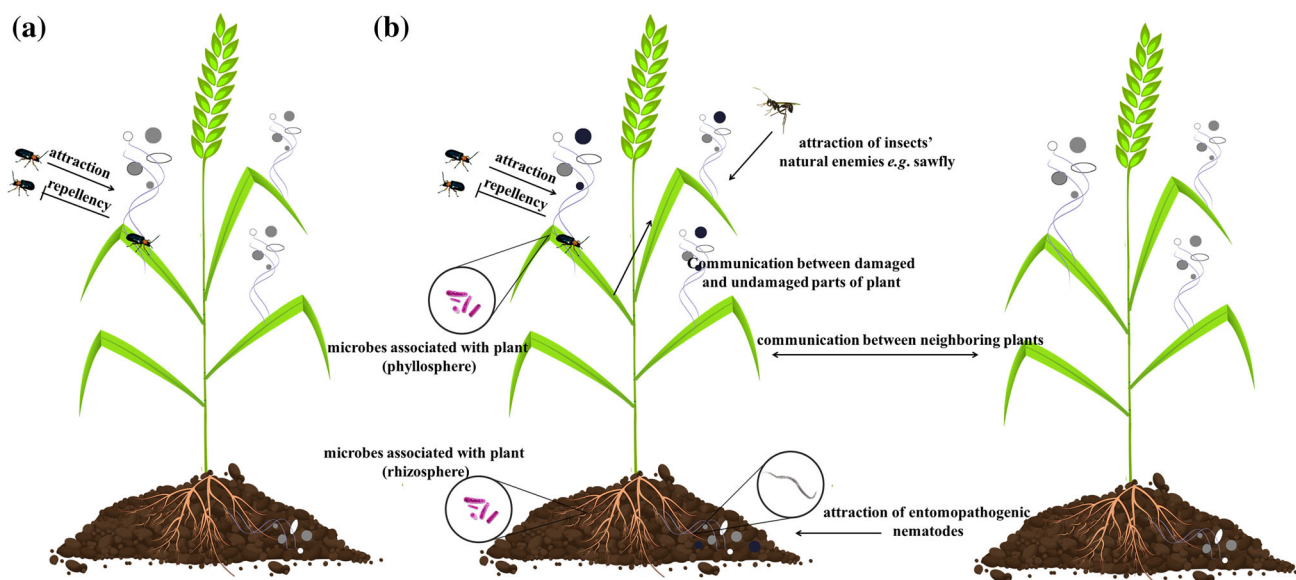 (a)
attraction
repellency
(b)
attraction
repellency
attraction of insects'
natural enemies e.g. sawfly
Communication between damaged
and undamaged parts of plant
microbes associated with plant
(phyllosphere)
communication between neighboring plants
microbes associated with plant
(rhizosphere)
attraction of entomopathogenic
nematodes